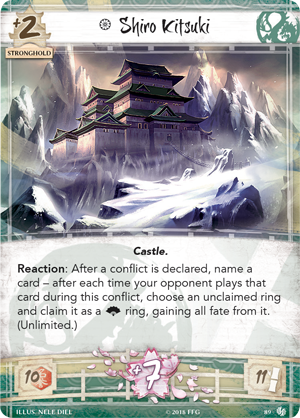 +2
Shiro Kitsuki
STRONGHOLD
Castle.
Reaction: After a conflict is declared, name a
card – after each time your opponent plays that
card during this conflict, choose an unclaimed ring
and claim it as a ring, gaining all fate from it.
(Unlimited.)
10
+7
11
ILLUS. NELE DIEL
© 2018 FFG
89